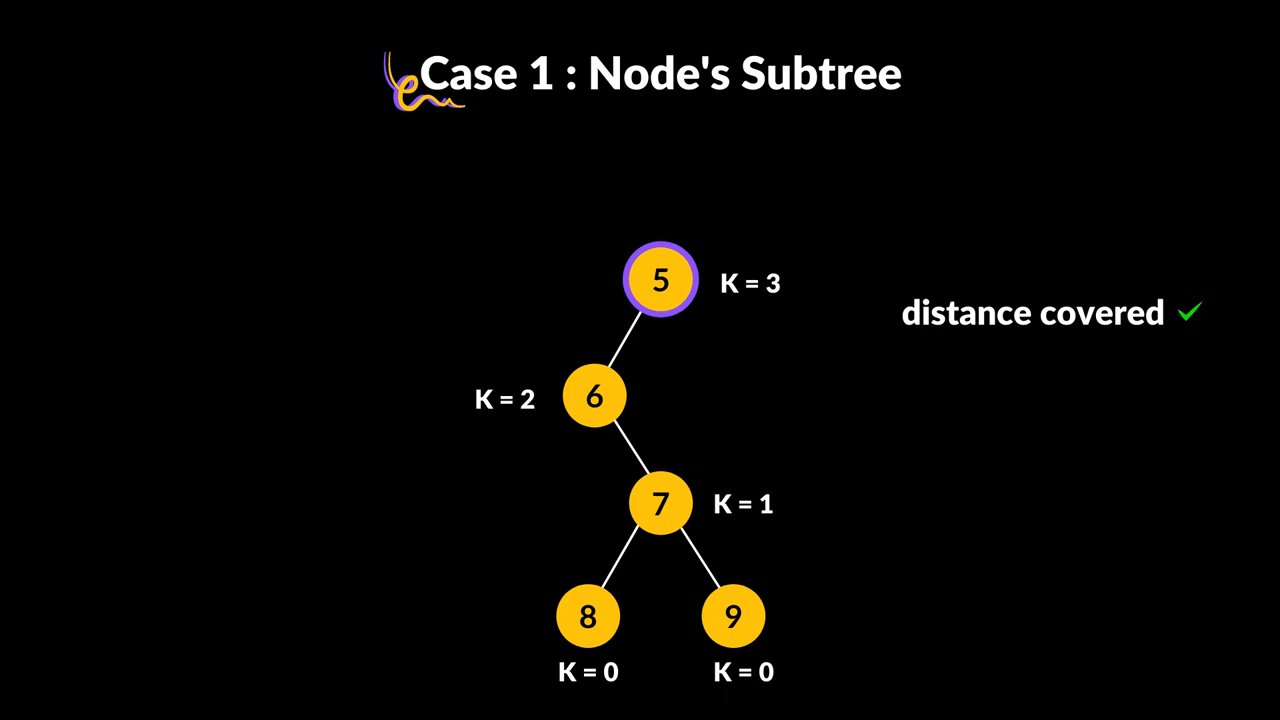 Case 1 : Node's Subtree
5
K = 3
distance covered
K = 2
6
7
K = 1
8
9
K = 0
K = 0